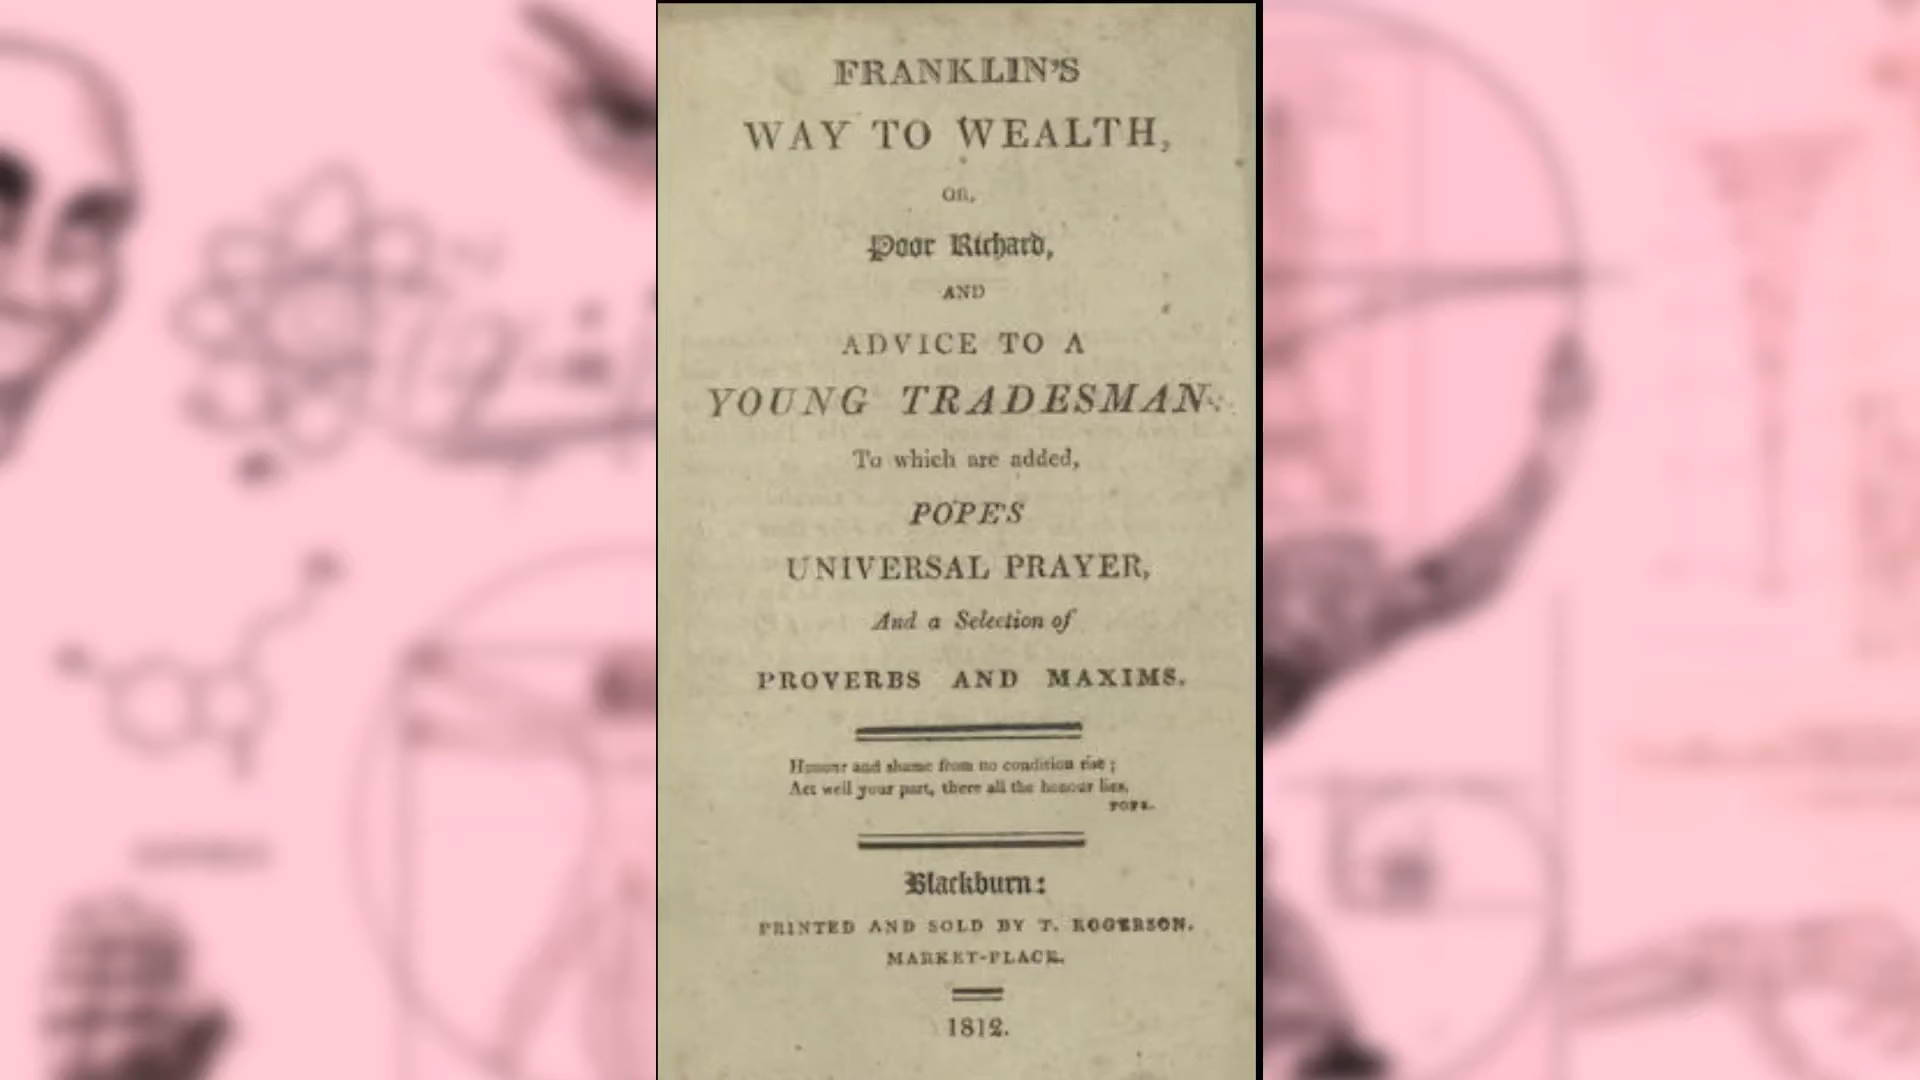 FRANKLIN'S
WAY TO WEALTH,
OR,
Poor Richard,
AND
ADVICE TO A
YOUNG TRADESMAN.
To which are added,
POPE'S
UNIVERSAL PRAYER,
And a Selection of
PROVERBS AND MAXIMS.
Honour and shame from no condition rise;
Act well your part, there all the honour lies.
POPE.
Blackburn:
PRINTED AND SOLD BY T. ROGERSON.
MARKET-PLACE.
1812.